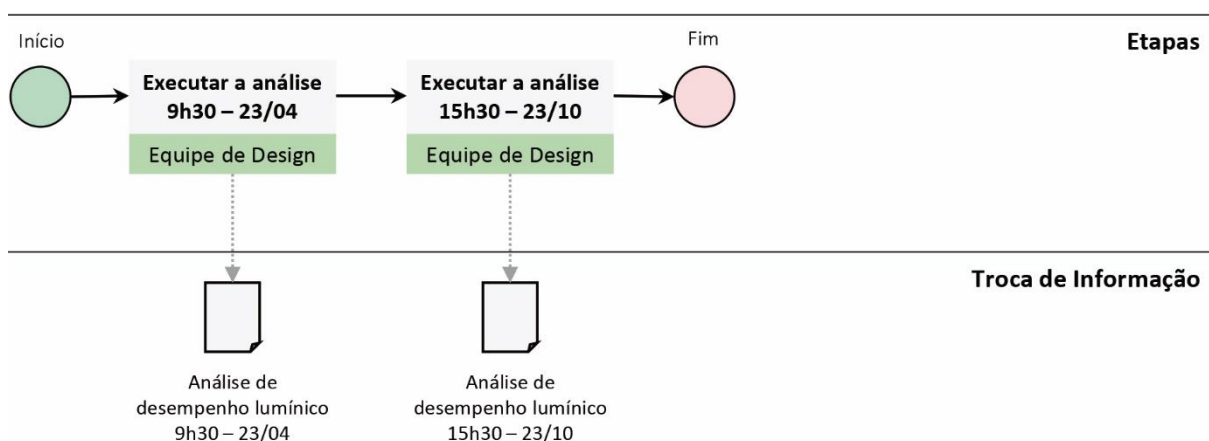 Início
Fim
Etapas
Executar a análise
9h30 – 23/04
Equipe de Design
Executar a análise
15h30 – 23/10
Equipe de Design
Troca de Informação
Análise de
desempenho lumínico
9h30 – 23/04
Análise de
desempenho lumínico
15h30 – 23/10